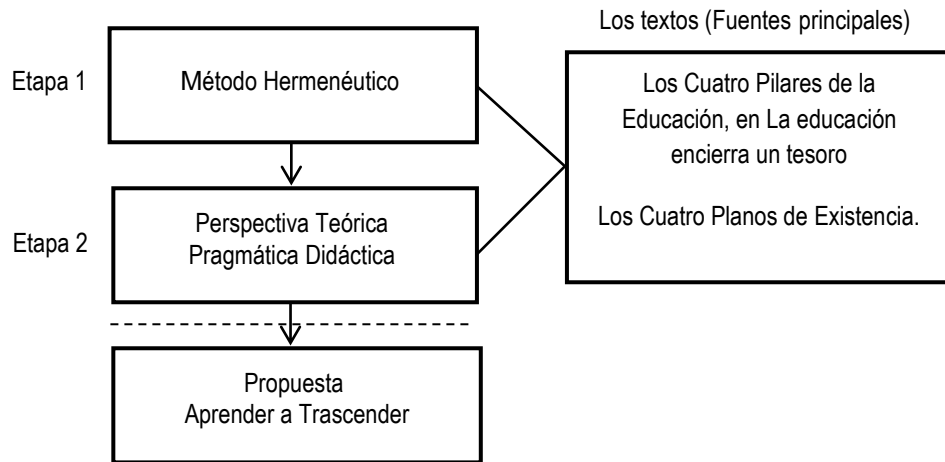 Los textos (Fuentes principales)
Etapa 1
Método Hermenéutico
Los Cuatro Pilares de la
Educación, en La educación
encierra un tesoro
Los Cuatro Planos de Existencia.
Etapa 2
Perspectiva Teórica
Pragmática Didáctica
Propuesta
Aprender a Trascender